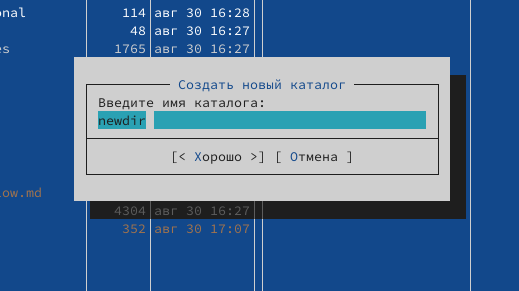 onal 114 авг 30 16:28
48 авг 30 16:27
es 1765 авг 30 16:27
Создать новый каталог
Введите имя каталога:
newdir
[< Хорошо >] [ Отмена ]
low.md
4304 авг 30 16:27
352 авг 30 17:07